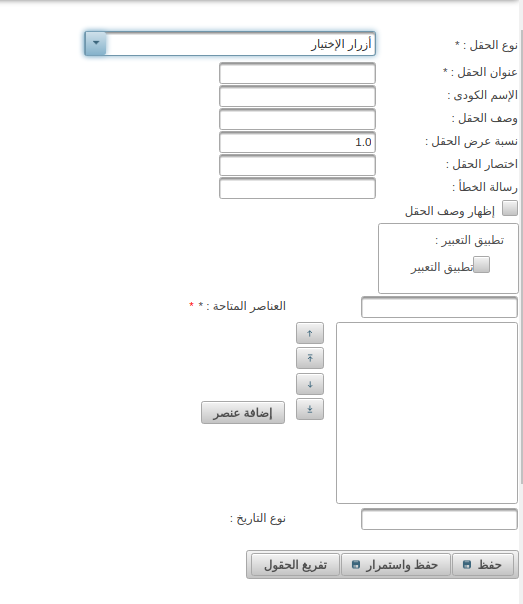 نوع الحقل : *
أزرار الإختيار
عنوان الحقل : *
الإسم الكودى :
وصف الحقل :
نسبة عرض الحقل :
1.0
اختصار الحقل :
رسالة الخطأ :
إظهار وصف الحقل
تطبيق التعبير :
تطبيق التعبير
العناصر المتاحة : * *
إضافة عنصر
نوع التاريخ :
حفظ
حفظ واستمرار
تفريغ الحقول